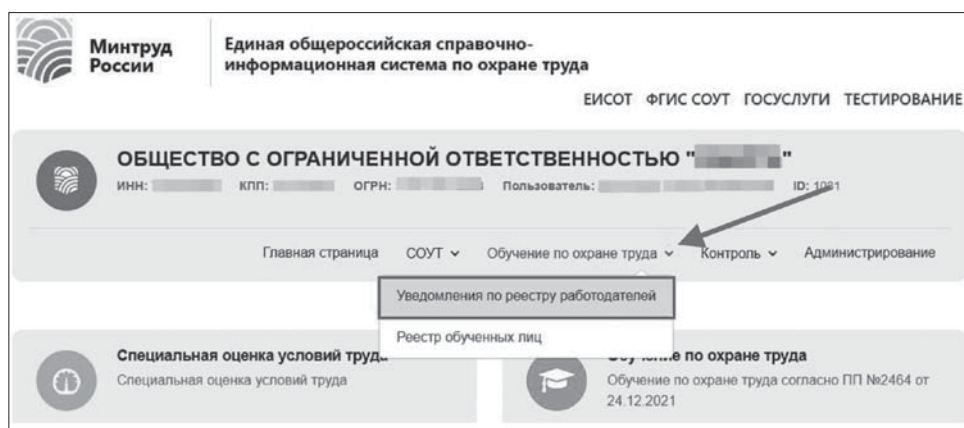 Минтруд
России
Единая общероссийская справочно-
информационная система по охране труда
ЕИСОТ ФГИС СОУТ ГОСУСЛУГИ ТЕСТИРОВАНИЕ
ОБЩЕСТВО С ОГРАНИЧЕННОЙ ОТВЕТСТВЕННОСТЬЮ " "
ИНН: КПП: ОГРН: Пользователь: ID: 1081
Главная страница СОУТ Обучение по охране труда Контроль Администрирование
Уведомления по реестру работодателей
Реестр обученных лиц
Специальная оценка условий труда
Специальная оценка условий труда
Обучение по охране труда
Обучение по охране труда согласно ПП №2464 от
24.12.2021